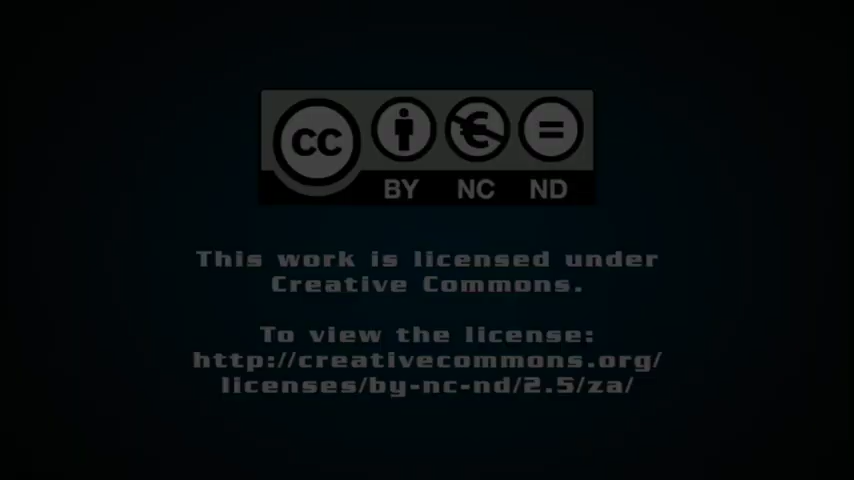 cc
BY NC ND
This work is licensed under
Creative Commons.
To view the license:
http://creativecommons.org/
licenses/by-nc-nd/2.5/za/